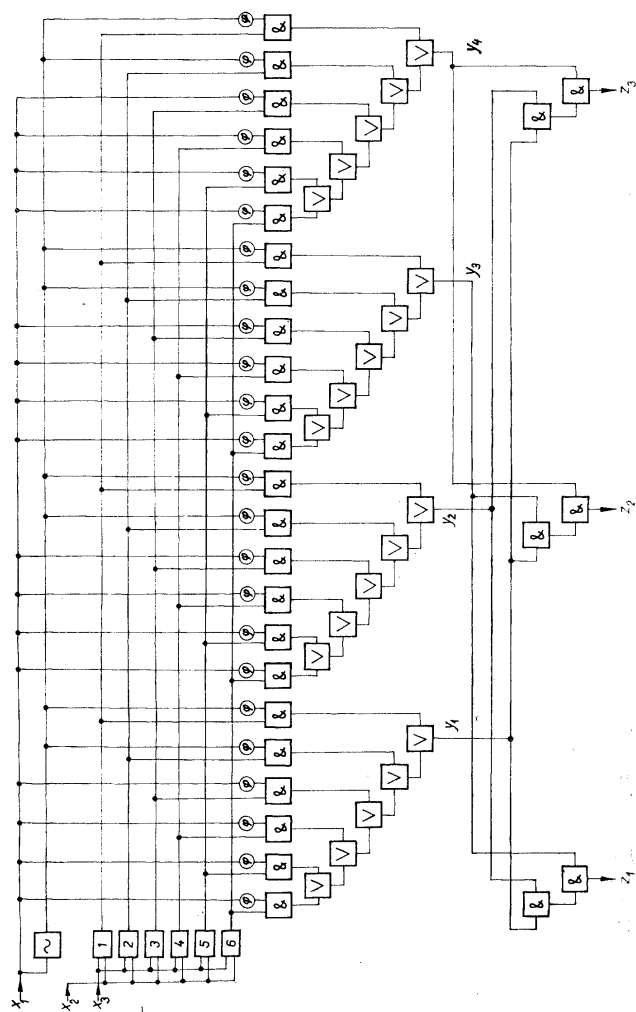 X₁
~
X₂
X₃
1
2
3
4
5
6
φ φ φ φ φ φ φ φ φ φ φ φ φ φ φ φ φ φ φ φ φ φ φ φ
& & & & & & & & & & & & & & & & & & & & & & & &
V V V V
V V V V
V V V V
V V V V
V V V V
y₁ y₂ y₃ y₄
& & &
& & &
Z₁ Z₂ Z₃